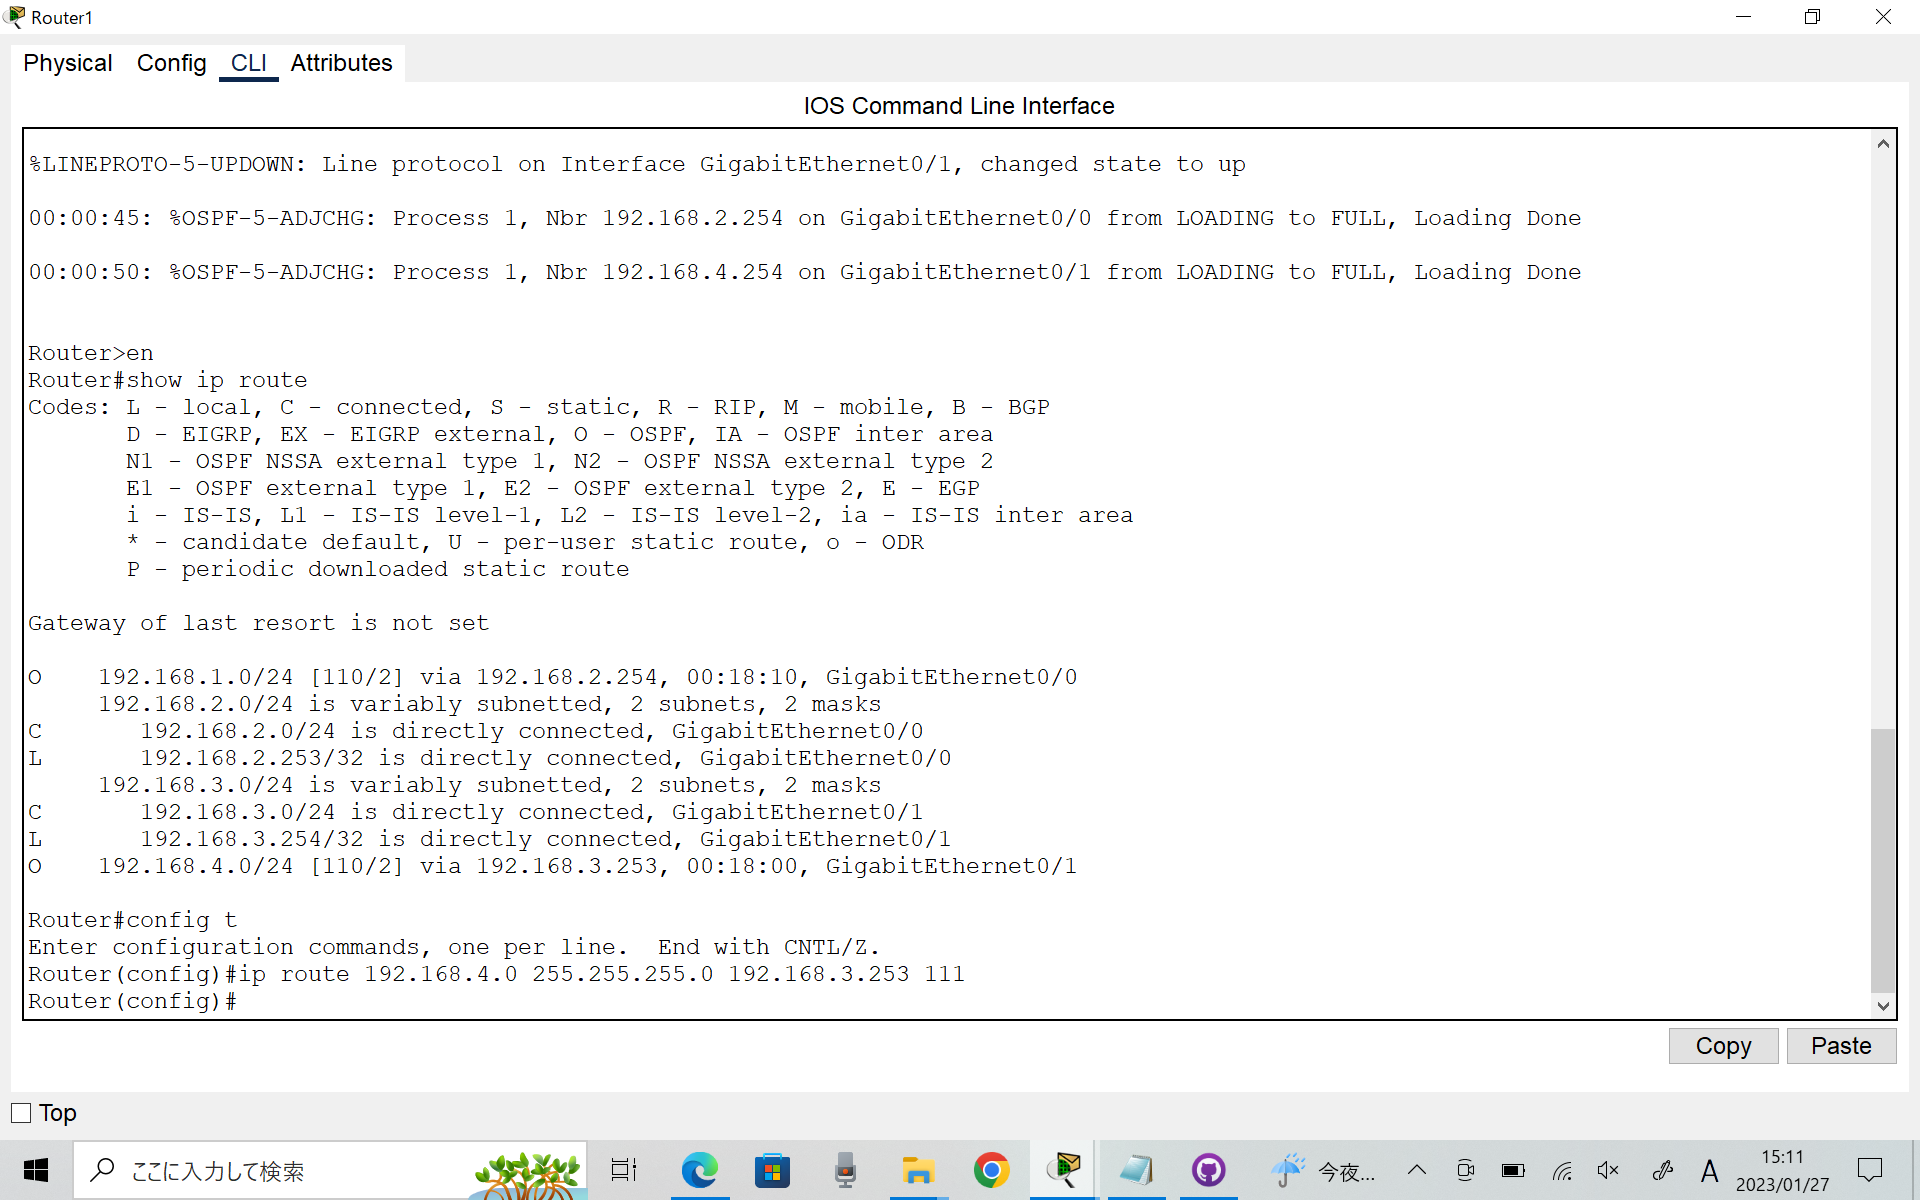 Router1
Physical Config CLI Attributes
IOS Command Line Interface
%LINEPROTO-5-UPDOWN: Line protocol on Interface GigabitEthernet0/1, changed state to up
00:00:45: %OSPF-5-ADJCHG: Process 1, Nbr 192.168.2.254 on GigabitEthernet0/0 from LOADING to FULL, Loading Done
00:00:50: %OSPF-5-ADJCHG: Process 1, Nbr 192.168.4.254 on GigabitEthernet0/1 from LOADING to FULL, Loading Done
Router>en
Router#show ip route
Codes: L - local, C - connected, S - static, R - RIP, M - mobile, B - BGP
D - EIGRP, EX - EIGRP external, O - OSPF, IA - OSPF inter area
N1 - OSPF NSSA external type 1, N2 - OSPF NSSA external type 2
E1 - OSPF external type 1, E2 - OSPF external type 2, E - EGP
i - IS-IS, L1 - IS-IS level-1, L2 - IS-IS level-2, ia - IS-IS inter area
* - candidate default, U - per-user static route, o - ODR
P - periodic downloaded static route
Gateway of last resort is not set
O 192.168.1.0/24 [110/2] via 192.168.2.254, 00:18:10, GigabitEthernet0/0
192.168.2.0/24 is variably subnetted, 2 subnets, 2 masks
C 192.168.2.0/24 is directly connected, GigabitEthernet0/0
L 192.168.2.253/32 is directly connected, GigabitEthernet0/0
192.168.3.0/24 is variably subnetted, 2 subnets, 2 masks
C 192.168.3.0/24 is directly connected, GigabitEthernet0/1
L 192.168.3.254/32 is directly connected, GigabitEthernet0/1
O 192.168.4.0/24 [110/2] via 192.168.3.253, 00:18:00, GigabitEthernet0/1
Router#config t
Enter configuration commands, one per line. End with CNTL/Z.
Router(config)#ip route 192.168.4.0 255.255.255.0 192.168.3.253 111
Router(config)#
Copy Paste
Top
ここに入力して検索
今夜...
A
15:11
2023/01/27